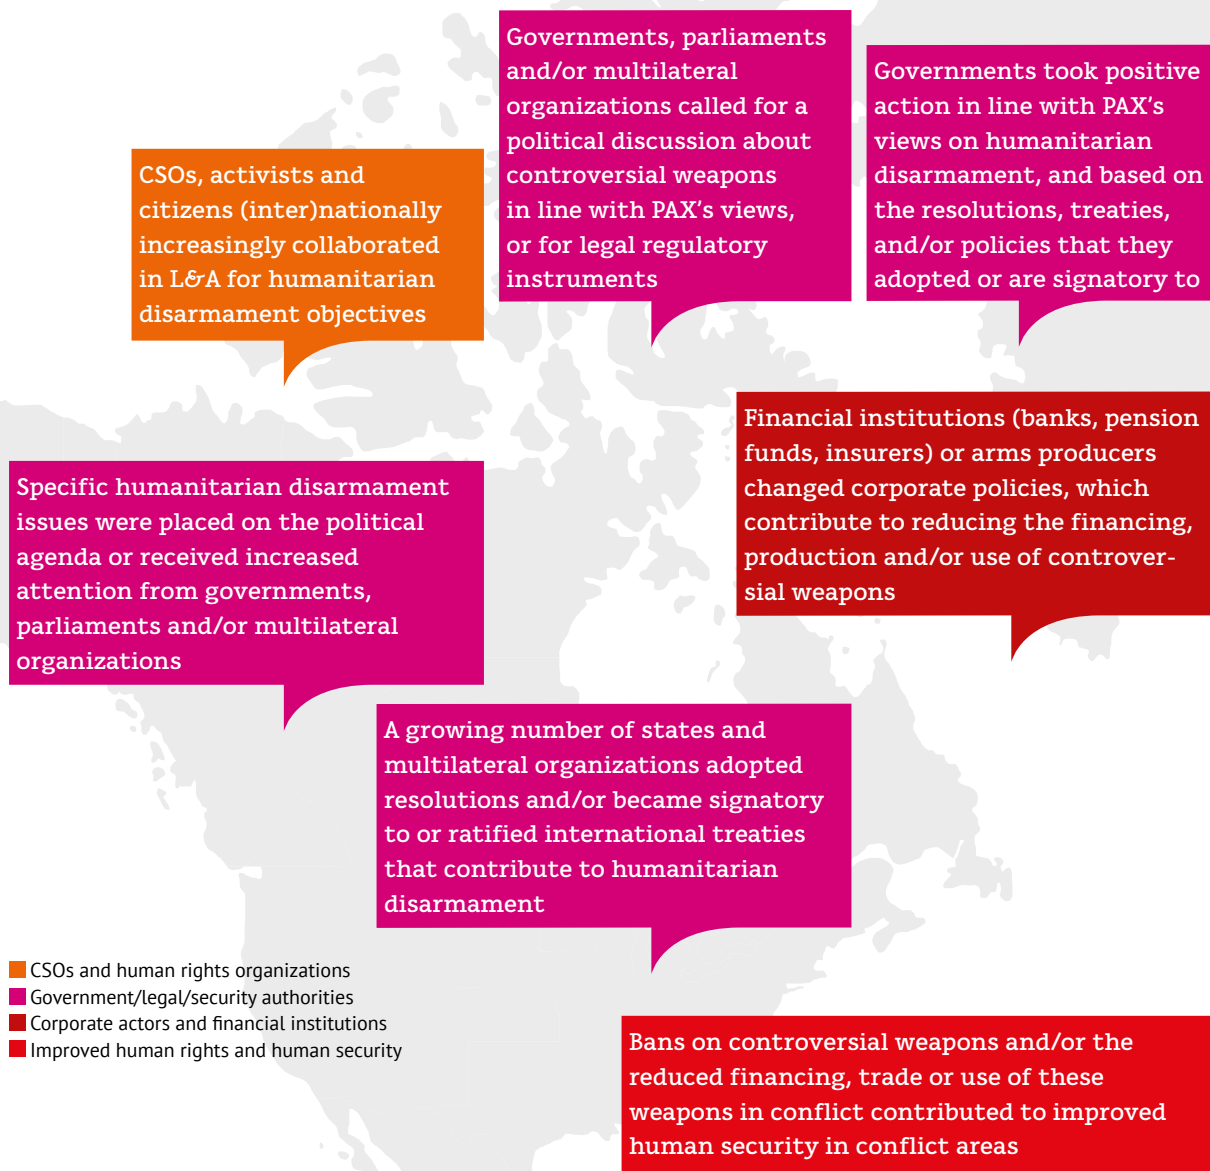 Governments, parliaments
and/or multilateral
organizations called for a
political discussion about
controversial weapons
in line with PAX's views,
or for legal regulatory
instruments
Governments took positive
action in line with PAX's
views on humanitarian
disarmament, and based on
the resolutions, treaties,
and/or policies that they
adopted or are signatory to
CSOs, activists and
citizens (inter)nationally
increasingly collaborated
in L&A for humanitarian
disarmament objectives
Financial institutions (banks, pension
funds, insurers) or arms producers
changed corporate policies, which
contribute to reducing the financing,
production and/or use of controver-
sial weapons
Specific humanitarian disarmament
issues were placed on the political
agenda or received increased
attention from governments,
parliaments and/or multilateral
organizations
A growing number of states and
multilateral organizations adopted
resolutions and/or became signatory
to or ratified international treaties
that contribute to humanitarian
disarmament
CSOs and human rights organizations
Government/legal/security authorities
Corporate actors and financial institutions
Improved human rights and human security
Bans on controversial weapons and/or the
reduced financing, trade or use of these
weapons in conflict contributed to improved
human security in conflict areas